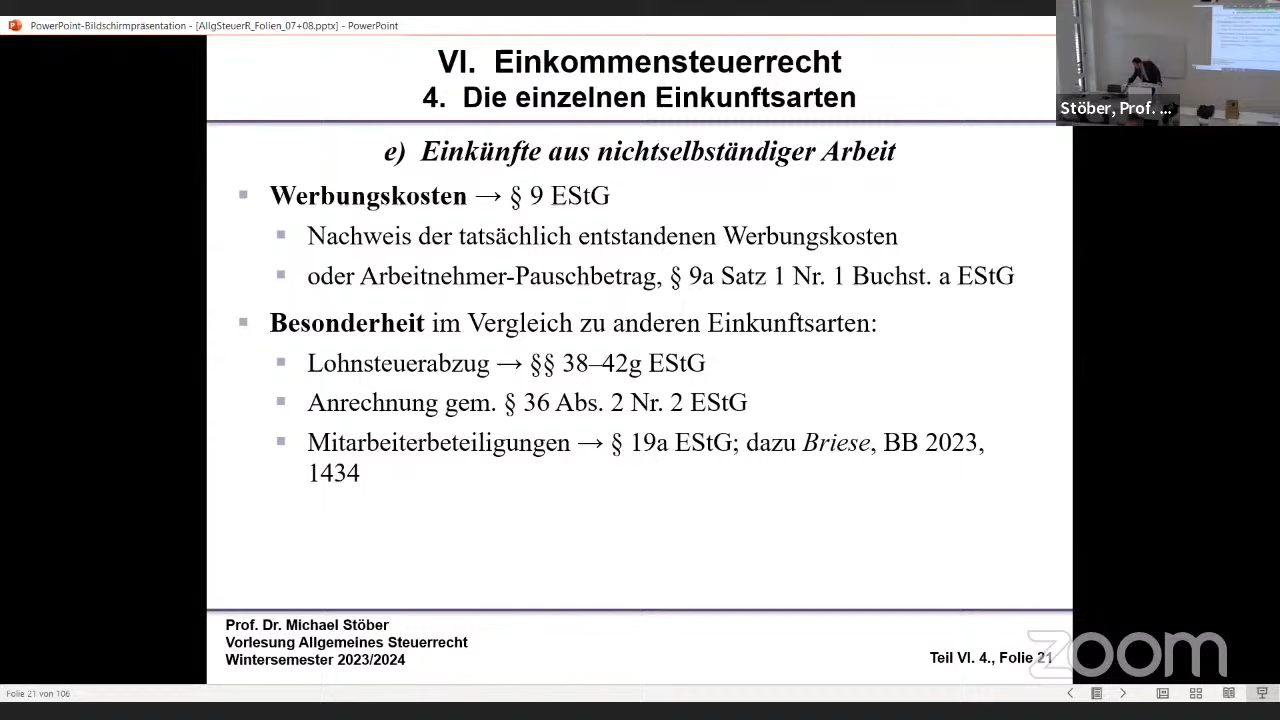 PowerPoint-Bildschirmpräsentation - [AllgSteuerR_Folien_07+08.pptx] - PowerPoint
VI. Einkommensteuerrecht
4. Die einzelnen Einkunftsarten
Stöber, Prof. ...
e) Einkünfte aus nichtselbständiger Arbeit
Werbungskosten → § 9 EStG
Nachweis der tatsächlich entstandenen Werbungskosten
oder Arbeitnehmer-Pauschbetrag, § 9a Satz 1 Nr. 1 Buchst. a EStG
Besonderheit im Vergleich zu anderen Einkunftsarten:
Lohnsteuerabzug → §§ 38–42g EStG
Anrechnung gem. § 36 Abs. 2 Nr. 2 EStG
Mitarbeiterbeteiligungen → § 19a EStG; dazu Briese, BB 2023,
1434
Prof. Dr. Michael Stöber
Vorlesung Allgemeines Steuerrecht
Wintersemester 2023/2024
Teil VI. 4., Folie 21
zoom
Folie 21 von 106